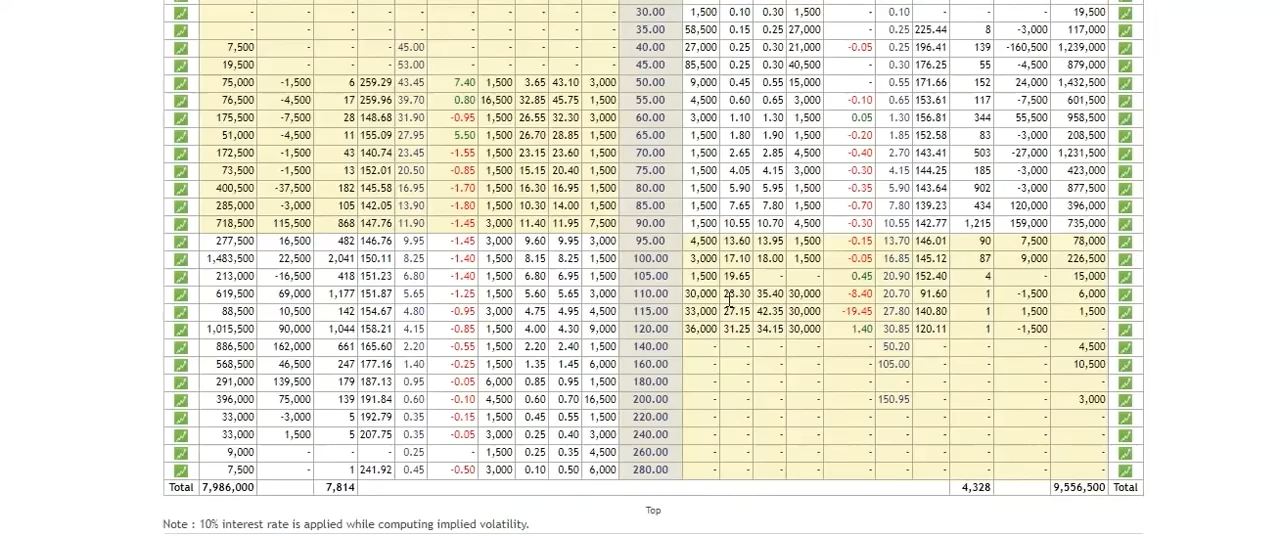 - - - - - - - - - - 30.00 1,500 0.10 0.30 1,500 - 0.10 - - - 19,500
- - - - - - - - - - 35.00 58,500 0.15 0.25 27,000 - 0.25 225.44 8 -3,000 117,000
7,500 - - - 45.00 - - - - - 40.00 27,000 0.25 0.30 21,000 -0.05 0.25 196.41 139 -160,500 1,239,000
19,500 - - - 53.00 - - - - - 45.00 85,500 0.25 0.30 40,500 - 0.30 176.25 55 -4,500 879,000
75,000 -1,500 6 259.29 43.45 7.40 1,500 3.65 43.10 3,000 50.00 9,000 0.45 0.55 15,000 - 0.55 171.66 152 24,000 1,432,500
76,500 -4,500 17 259.96 39.70 0.80 16,500 32.85 45.75 1,500 55.00 4,500 0.60 0.65 3,000 -0.10 0.65 153.61 117 -7,500 601,500
175,500 -7,500 28 148.68 31.90 -0.95 1,500 26.55 32.30 3,000 60.00 3,000 1.10 1.30 1,500 0.05 1.30 156.81 344 55,500 958,500
51,000 -4,500 11 155.09 27.95 5.50 1,500 26.70 28.85 1,500 65.00 1,500 1.80 1.90 1,500 -0.20 1.85 152.58 83 -3,000 208,500
172,500 -1,500 43 140.74 23.45 -1.55 1,500 23.15 23.60 1,500 70.00 1,500 2.65 2.85 4,500 -0.40 2.70 143.41 503 -27,000 1,231,500
73,500 -1,500 13 152.01 20.50 -0.85 1,500 15.15 20.40 1,500 75.00 1,500 4.05 4.15 3,000 -0.30 4.15 144.25 185 -3,000 423,000
400,500 -37,500 182 145.58 16.95 -1.70 1,500 16.30 16.95 1,500 80.00 1,500 5.90 5.95 1,500 -0.35 5.90 143.64 902 -3,000 877,500
285,000 -3,000 105 142.05 13.90 -1.80 1,500 10.30 14.00 1,500 85.00 1,500 7.65 7.80 1,500 -0.70 7.80 139.23 434 120,000 396,000
718,500 115,500 868 147.76 11.90 -1.45 3,000 11.40 11.95 7,500 90.00 1,500 10.55 10.70 4,500 -0.30 10.55 142.77 1,215 159,000 735,000
277,500 16,500 482 146.76 9.95 -1.45 3,000 9.60 9.95 3,000 95.00 4,500 13.60 13.95 1,500 -0.15 13.70 146.01 90 7,500 78,000
1,483,500 22,500 2,041 150.11 8.25 -1.40 1,500 8.15 8.25 1,500 100.00 3,000 17.10 18.00 1,500 -0.05 16.85 145.12 87 9,000 226,500
213,000 -16,500 418 151.23 6.80 -1.40 1,500 6.80 6.95 1,500 105.00 1,500 19.65 - - 0.45 20.90 152.40 4 - 15,000
619,500 69,000 1,177 151.87 5.65 -1.25 1,500 5.60 5.65 3,000 110.00 30,000 35.40 30,000 -8.40 20.70 91.60 1 -1,500 6,000
88,500 10,500 142 154.67 4.80 -0.95 3,000 4.75 4.95 4,500 115.00 33,000 27.15 42.35 30,000 -19.45 27.80 140.80 1 1,500 1,500
1,015,500 90,000 1,044 158.21 4.15 -0.85 1,500 4.00 4.30 9,000 120.00 36,000 31.25 34.15 30,000 1.40 30.85 120.11 1 -1,500 -
886,500 162,000 661 165.60 2.20 -0.55 1,500 2.20 2.40 1,500 140.00 - - - - - 50.20 - - - 4,500
568,500 46,500 247 177.16 1.40 -0.25 1,500 1.35 1.45 6,000 160.00 - - - - - 105.00 - - - 10,500
291,000 139,500 179 187.13 0.95 -0.05 6,000 0.85 0.95 1,500 180.00 - - - - - - - - - -
396,000 75,000 139 191.84 0.60 -0.10 4,500 0.60 0.70 16,500 200.00 - - - - - 150.95 - - - 3,000
33,000 -3,000 5 192.79 0.35 -0.15 1,500 0.45 0.55 1,500 220.00 - - - - - - - - - -
33,000 1,500 5 207.75 0.35 -0.05 3,000 0.25 0.40 3,000 240.00 - - - - - - - - - -
9,000 - - - 0.25 - 1,500 0.25 0.35 4,500 260.00 - - - - - - - - - -
7,500 - 1 241.92 0.45 -0.50 3,000 0.10 0.50 6,000 280.00 - - - - - - - - - -
Total 7,986,000 7,814 4,328 9,556,500 Total
Top
Note : 10% interest rate is applied while computing implied volatility.